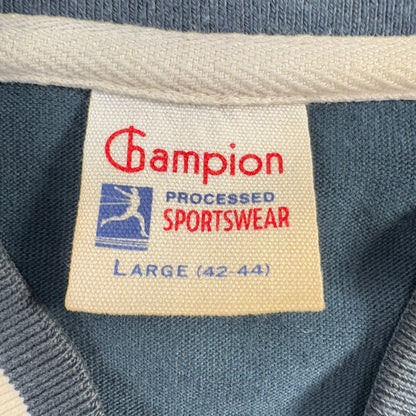 Champion
PROCESSED
SPORTSWEAR
LARGE (42-44)